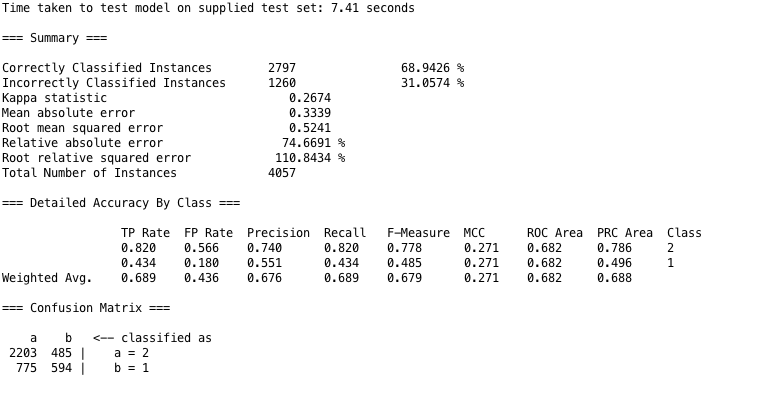 Time taken to test model on supplied test set: 7.41 seconds
=== Summary ===
Correctly Classified Instances        2797               68.9426 %
Incorrectly Classified Instances      1260               31.0574 %
Kappa statistic                          0.2674
Mean absolute error                      0.3339
Root mean squared error                  0.5241
Relative absolute error                 74.6691 %
Root relative squared error            110.8434 %
Total Number of Instances             4057
=== Detailed Accuracy By Class ===
                 TP Rate  FP Rate  Precision  Recall   F-Measure  MCC      ROC Area  PRC Area  Class
                 0.820    0.566    0.740      0.820    0.778      0.271    0.682     0.786     2
                 0.434    0.180    0.551      0.434    0.485      0.271    0.682     0.496     1
Weighted Avg.    0.689    0.436    0.676      0.689    0.679      0.271    0.682     0.688
=== Confusion Matrix ===
    a    b   <-- classified as
 2203  485 |    a = 2
  775  594 |    b = 1